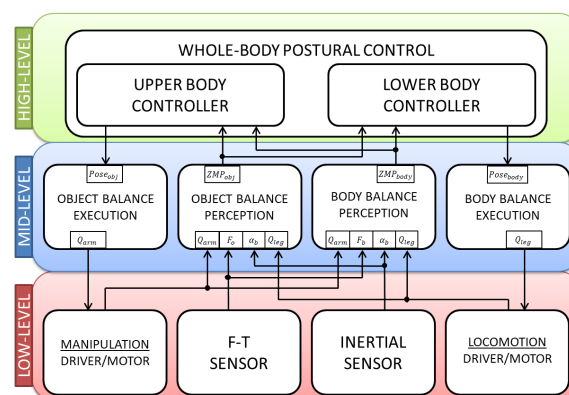 HIGH-LEVEL
WHOLE-BODY POSTURAL CONTROL
UPPER BODY
CONTROLLER
LOWER BODY
CONTROLLER
MID-LEVEL
Pose_obj
OBJECT BALANCE
EXECUTION
Q_arm
ZMP_obj
OBJECT BALANCE
PERCEPTION
Q_arm F_o α_b Q_leg
ZMP_body
BODY BALANCE
PERCEPTION
Q_arm F_b α_b Q_leg
Pose_body
BODY BALANCE
EXECUTION
Q_leg
LOW-LEVEL
MANIPULATION
DRIVER/MOTOR
F-T
SENSOR
INERTIAL
SENSOR
LOCOMOTION
DRIVER/MOTOR